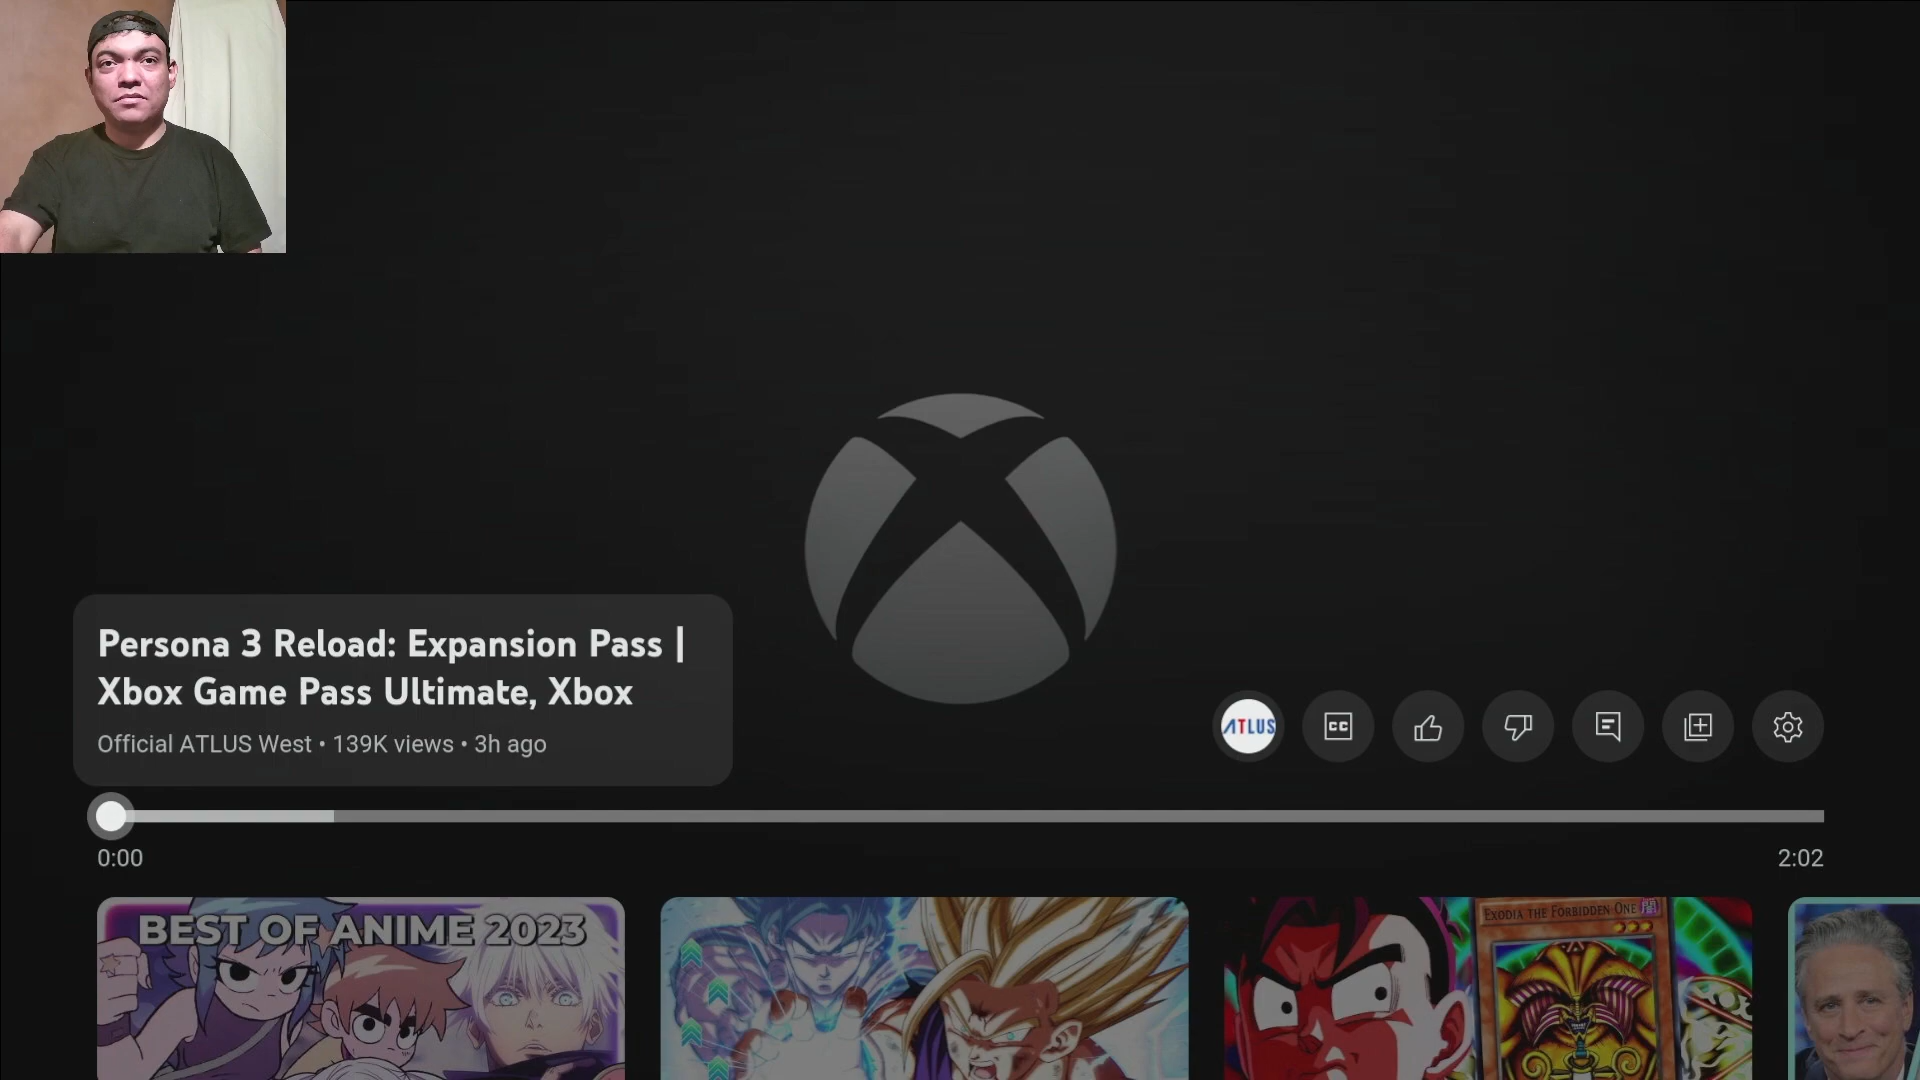 Persona 3 Reload: Expansion Pass |
Xbox Game Pass Ultimate, Xbox
Official ATLUS West • 139K views • 3h ago
ATLUS
CC
0:00
2:02
BEST OF ANIME 2023
EXODIA THE FORBIDDEN ONE